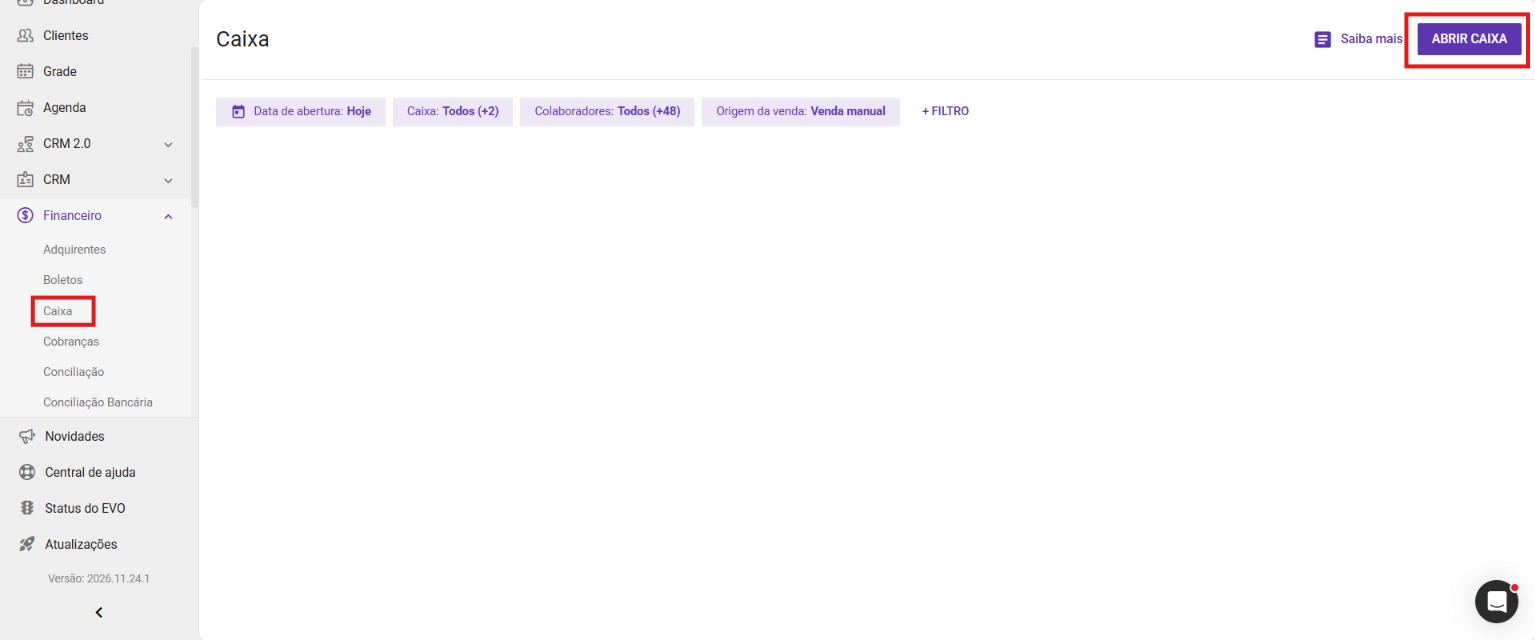 Dashboard
Clientes
Grade
Agenda
CRM 2.0
CRM
Financeiro
Adquirentes
Boletos
Caixa
Cobranças
Conciliação
Conciliação Bancária
Novidades
Central de ajuda
Status do EVO
Atualizações
Versão: 2026.11.24.1
Caixa
Saiba mais
ABRIR CAIXA
Data de abertura: Hoje
Caixa: Todos (+2)
Colaboradores: Todos (+48)
Origem da venda: Venda manual
+ FILTRO